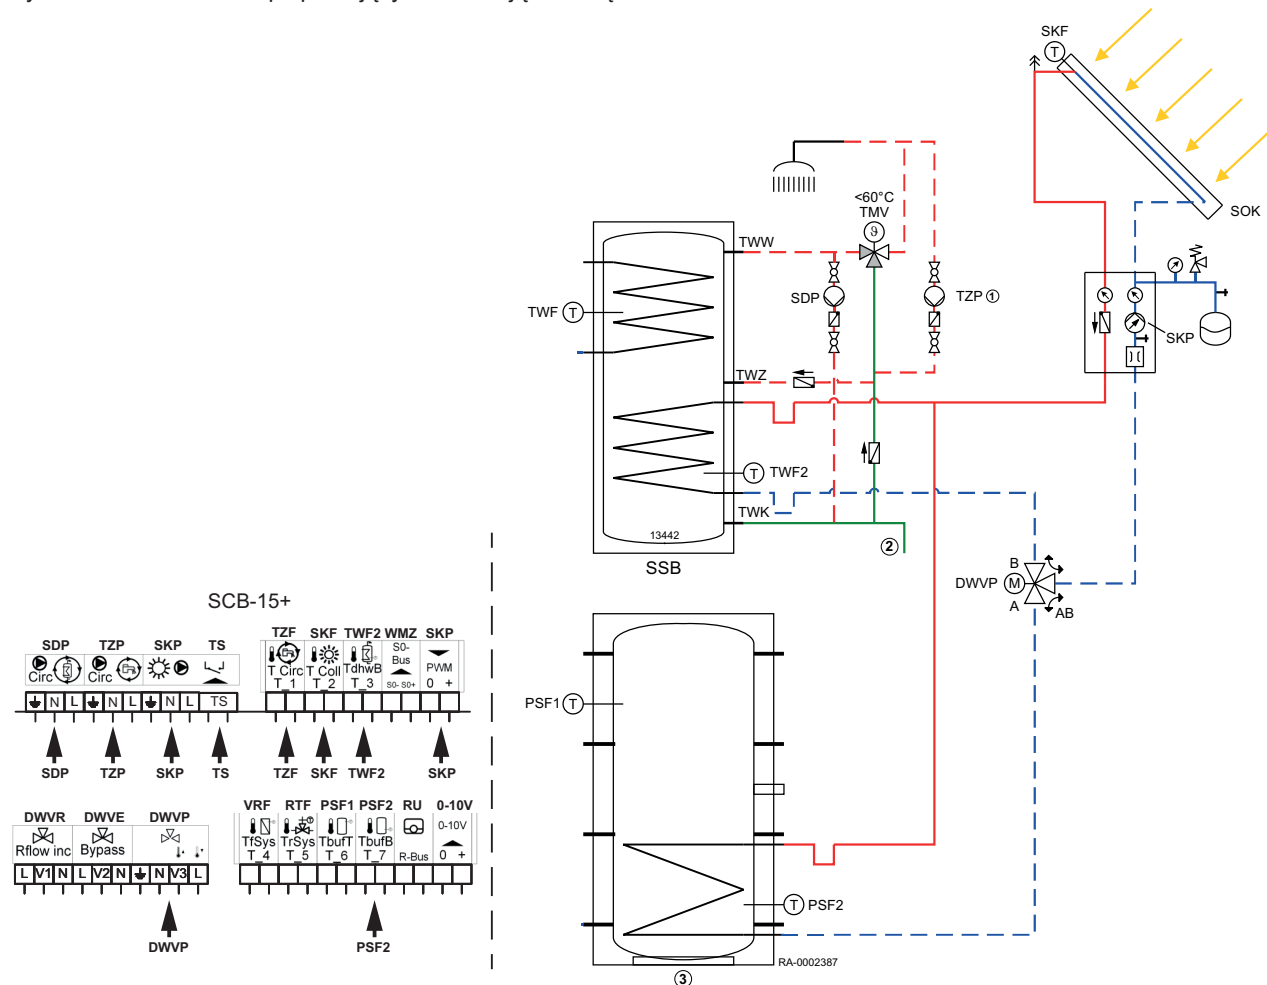 SKF
T
SOK
<60°C
TMV
ϑ
TWW
SDP
TZP ①
TWF T
SKP
TWZ
T TWF2
TWK
13442
②
SSB
B
DWVP M
A
AB
SCB-15+
SDP TZP SKP TS
Circ Circ
N L N L N L TS
SDP TZP SKP TS
TZF SKF TWF2 WMZ SKP
S0-
Bus
T Circ T Coll TdhwB PWM
T_1 T_2 T_3 S0- S0+ 0 +
TZF SKF TWF2 SKP
PSF1 T
DWVR DWVE DWVP
Rflow inc Bypass
L V1 N L V2 N N V3 L
DWVP
VRF RTF PSF1 PSF2 RU 0-10V
0-10V
TfSys TrSys TbufT TbufB
T_4 T_5 T_6 T_7 R-Bus 0 +
PSF2
T PSF2
RA-0002387
③